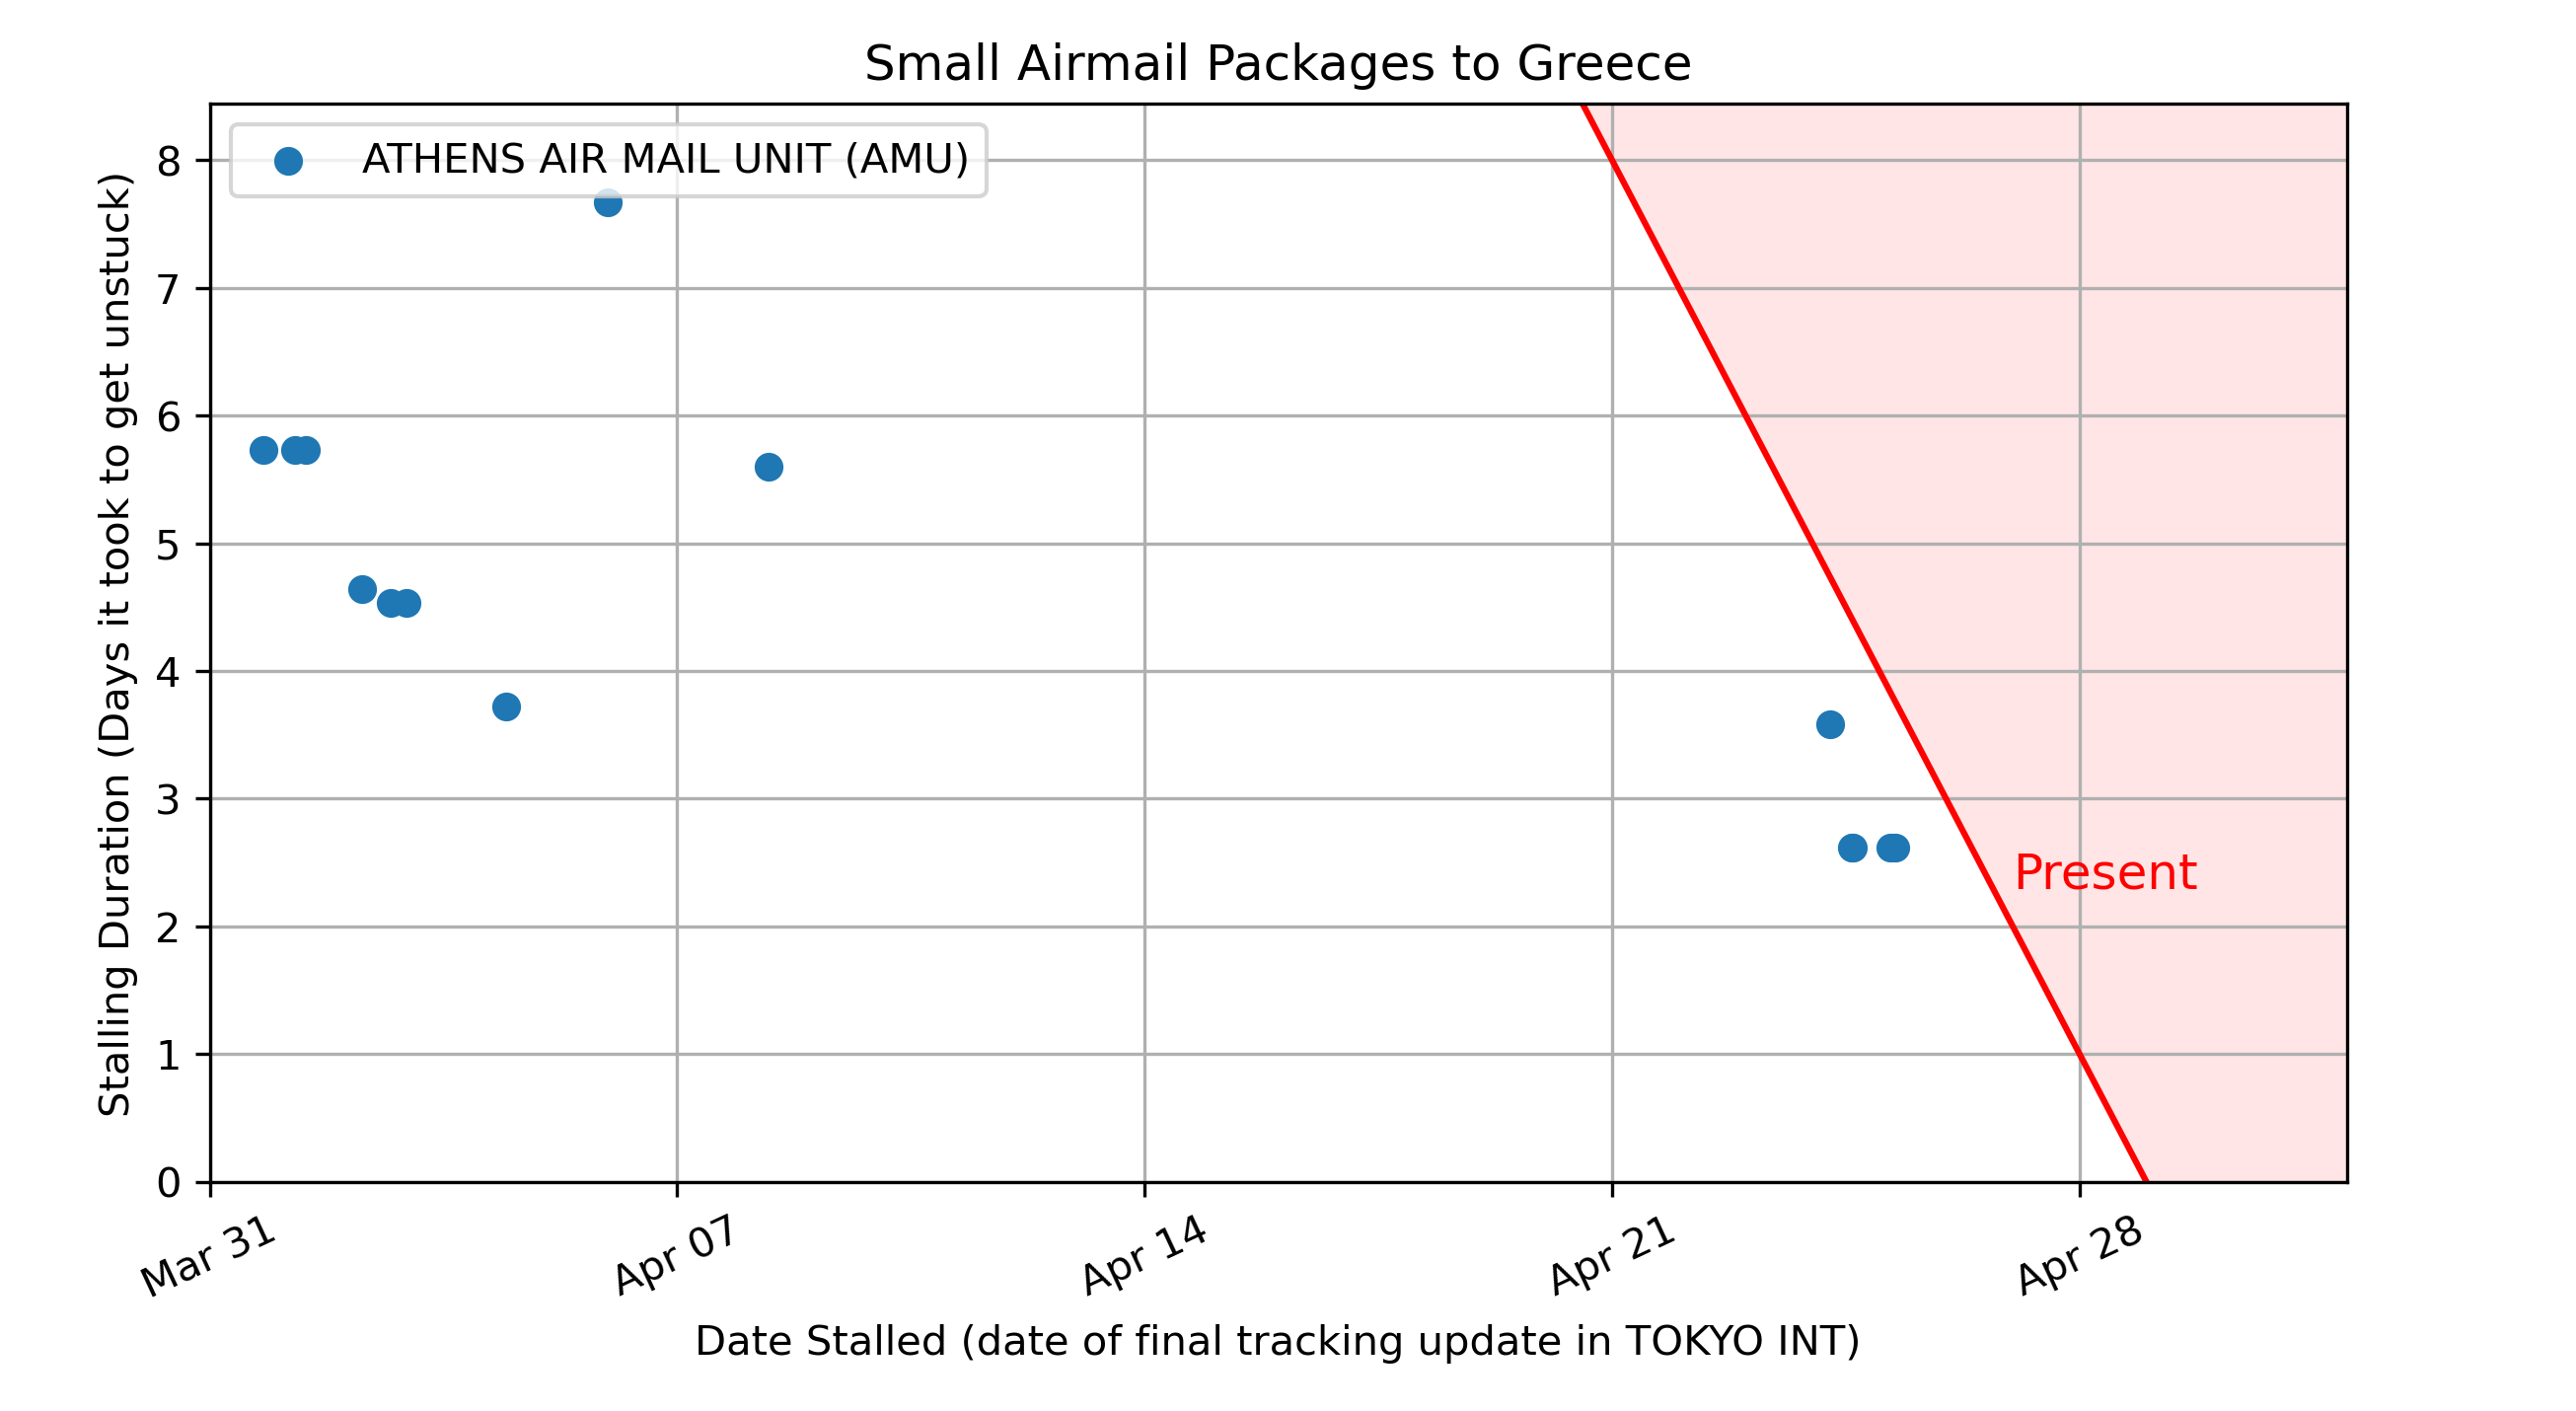 Small Airmail Packages to Greece
ATHENS AIR MAIL UNIT (AMU)
Stalling Duration (Days it took to get unstuck)
8
7
6
5
4
3
2
1
0
Present
Mar 31
Apr 07
Apr 14
Apr 21
Apr 28
Date Stalled (date of final tracking update in TOKYO INT)